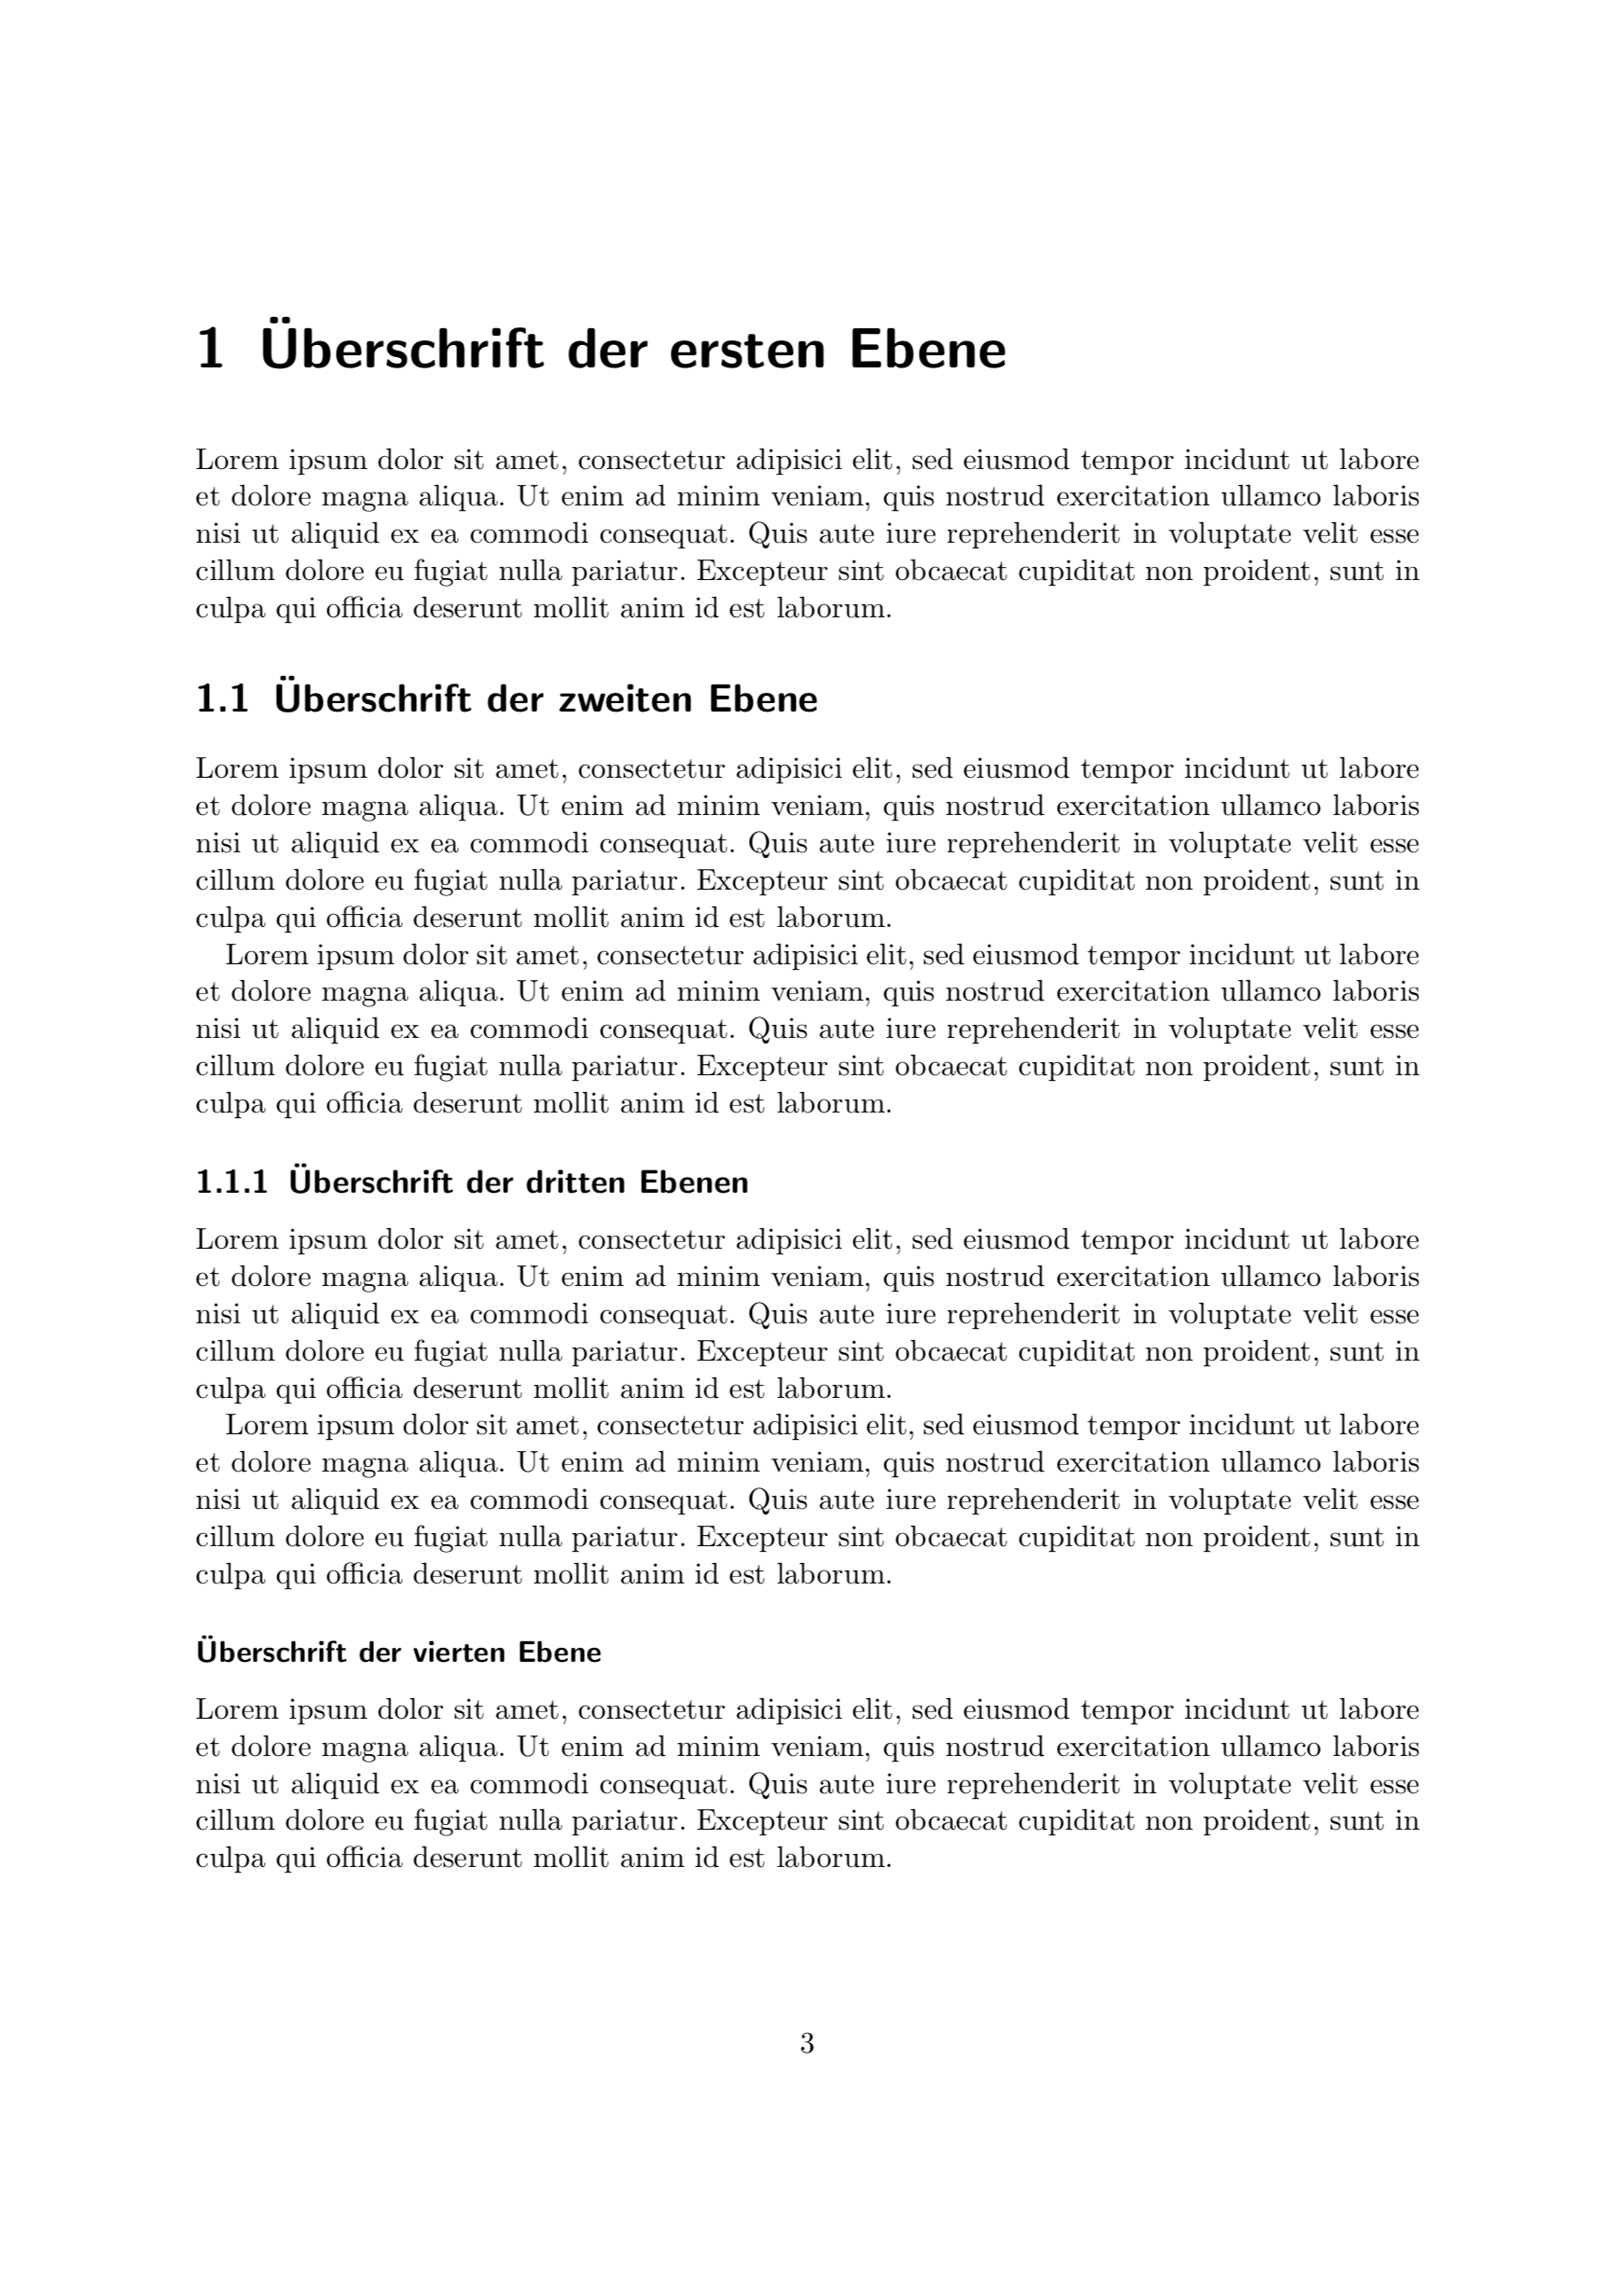 1 Überschrift der ersten Ebene
Lorem ipsum dolor sit amet, consectetur adipisici elit, sed eiusmod tempor incidunt ut labore
et dolore magna aliqua. Ut enim ad minim veniam, quis nostrud exercitation ullamco laboris
nisi ut aliquid ex ea commodi consequat. Quis aute iure reprehenderit in voluptate velit esse
cillum dolore eu fugiat nulla pariatur. Excepteur sint obcaecat cupiditat non proident, sunt in
culpa qui officia deserunt mollit anim id est laborum.
1.1 Überschrift der zweiten Ebene
Lorem ipsum dolor sit amet, consectetur adipisici elit, sed eiusmod tempor incidunt ut labore
et dolore magna aliqua. Ut enim ad minim veniam, quis nostrud exercitation ullamco laboris
nisi ut aliquid ex ea commodi consequat. Quis aute iure reprehenderit in voluptate velit esse
cillum dolore eu fugiat nulla pariatur. Excepteur sint obcaecat cupiditat non proident, sunt in
culpa qui officia deserunt mollit anim id est laborum.
Lorem ipsum dolor sit amet, consectetur adipisici elit, sed eiusmod tempor incidunt ut labore
et dolore magna aliqua. Ut enim ad minim veniam, quis nostrud exercitation ullamco laboris
nisi ut aliquid ex ea commodi consequat. Quis aute iure reprehenderit in voluptate velit esse
cillum dolore eu fugiat nulla pariatur. Excepteur sint obcaecat cupiditat non proident, sunt in
culpa qui officia deserunt mollit anim id est laborum.
1.1.1 Überschrift der dritten Ebenen
Lorem ipsum dolor sit amet, consectetur adipisici elit, sed eiusmod tempor incidunt ut labore
et dolore magna aliqua. Ut enim ad minim veniam, quis nostrud exercitation ullamco laboris
nisi ut aliquid ex ea commodi consequat. Quis aute iure reprehenderit in voluptate velit esse
cillum dolore eu fugiat nulla pariatur. Excepteur sint obcaecat cupiditat non proident, sunt in
culpa qui officia deserunt mollit anim id est laborum.
Lorem ipsum dolor sit amet, consectetur adipisici elit, sed eiusmod tempor incidunt ut labore
et dolore magna aliqua. Ut enim ad minim veniam, quis nostrud exercitation ullamco laboris
nisi ut aliquid ex ea commodi consequat. Quis aute iure reprehenderit in voluptate velit esse
cillum dolore eu fugiat nulla pariatur. Excepteur sint obcaecat cupiditat non proident, sunt in
culpa qui officia deserunt mollit anim id est laborum.
Überschrift der vierten Ebene
Lorem ipsum dolor sit amet, consectetur adipisici elit, sed eiusmod tempor incidunt ut labore
et dolore magna aliqua. Ut enim ad minim veniam, quis nostrud exercitation ullamco laboris
nisi ut aliquid ex ea commodi consequat. Quis aute iure reprehenderit in voluptate velit esse
cillum dolore eu fugiat nulla pariatur. Excepteur sint obcaecat cupiditat non proident, sunt in
culpa qui officia deserunt mollit anim id est laborum.
3